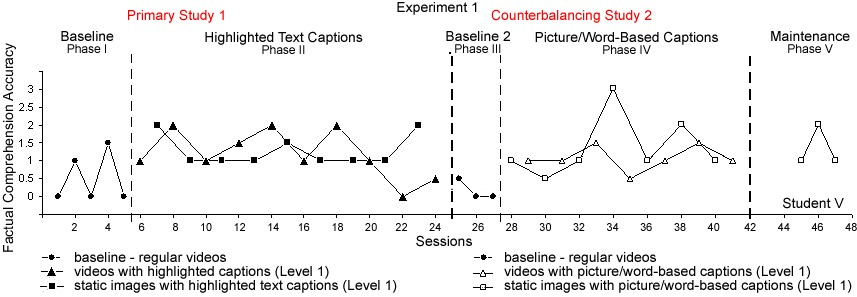 Experiment 1
Primary Study 1
Counterbalancing Study 2
Baseline
Phase I
Highlighted Text Captions
Phase II
Baseline 2
Phase III
Picture/Word-Based Captions
Phase IV
Maintenance
Phase V
Factual Comprehension Accuracy
3
2.5
2
1.5
1
0.5
0
Student V
2 4 6 8 10 12 14 16 18 20 22 24 26 28 30 32 34 36 38 40 42 44 46 48
Sessions
baseline - regular videos
videos with highlighted captions (Level 1)
static images with highlighted text captions (Level 1)
baseline - regular videos
videos with picture/word-based captions (Level 1)
static images with picture/word-based captions (Level 1)